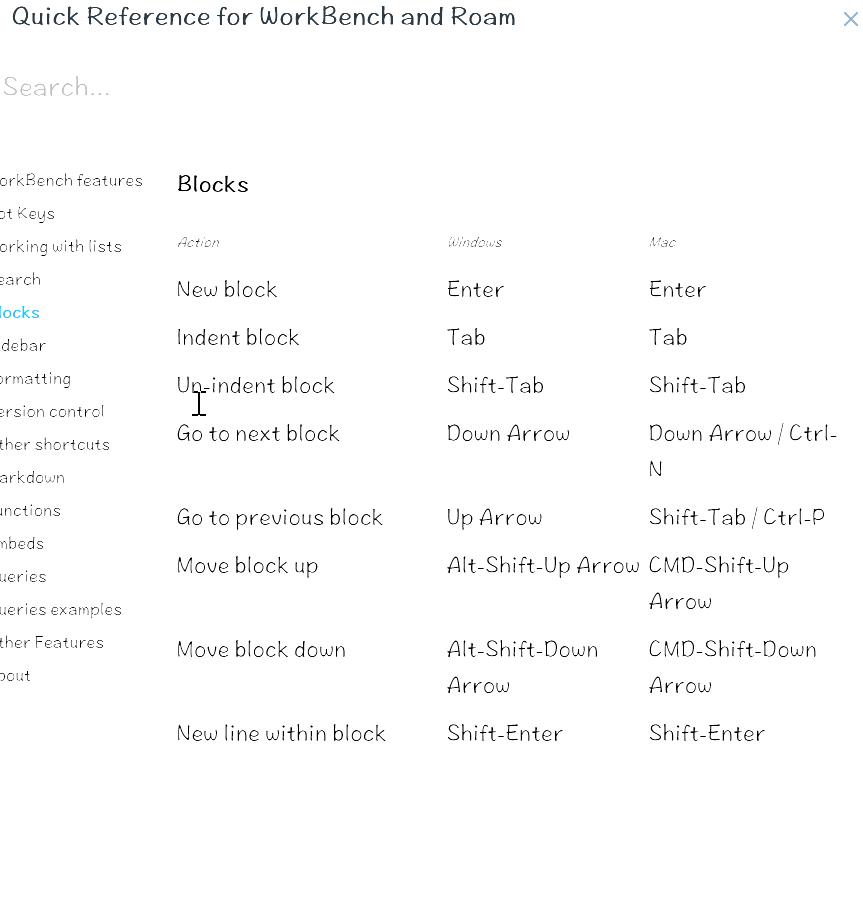 Quick Reference for WorkBench and Roam
Search...
orkBench features
ot Keys
orking with lists
earch
locks
debar
ormatting
ersion control
ther shortcuts
arkdown
unctions
mbeds
ueries
ueries examples
ther Features
bout
Blocks
Action Windows Mac
New block Enter Enter
Indent block Tab Tab
Un-indent block Shift-Tab Shift-Tab
Go to next block Down Arrow Down Arrow / Ctrl-
N
Go to previous block Up Arrow Shift-Tab / Ctrl-P
Move block up Alt-Shift-Up Arrow CMD-Shift-Up
Arrow
Move block down Alt-Shift-Down CMD-Shift-Down
Arrow Arrow
New line within block Shift-Enter Shift-Enter